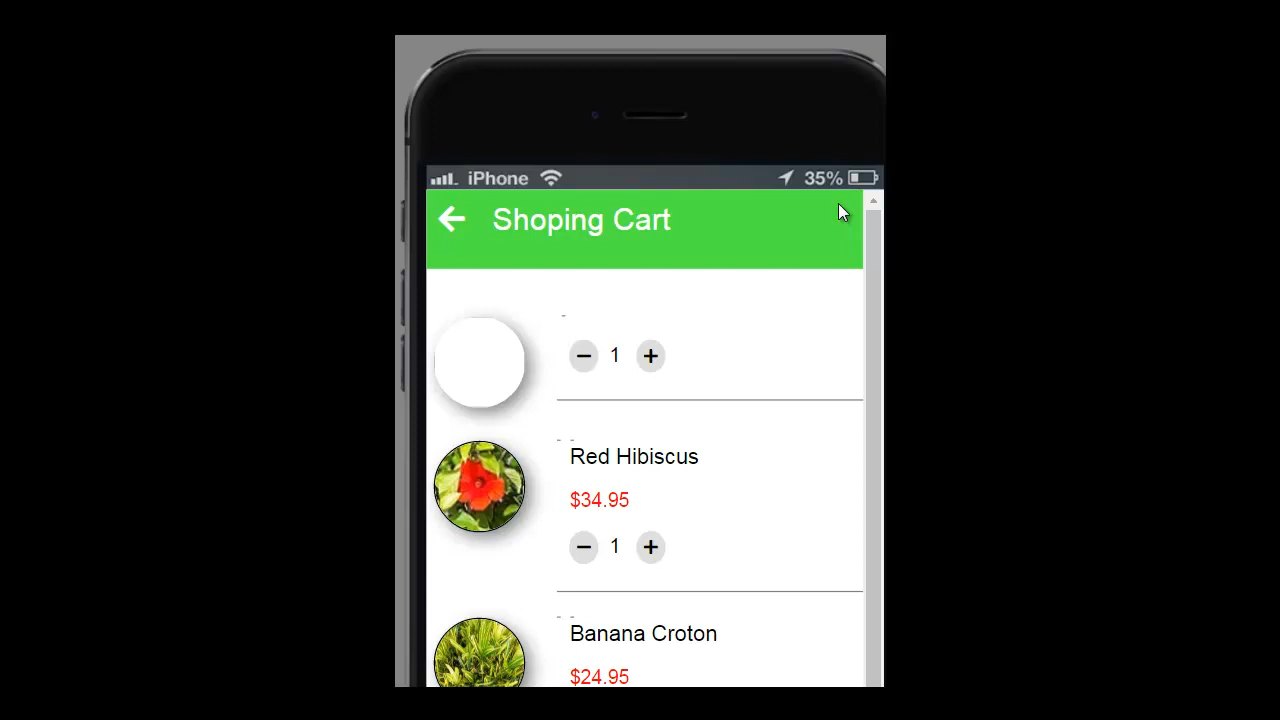 iPhone 35%
Shoping Cart
-
− 1 +
- -
Red Hibiscus
$34.95
− 1 +
- -
Banana Croton
$24.95